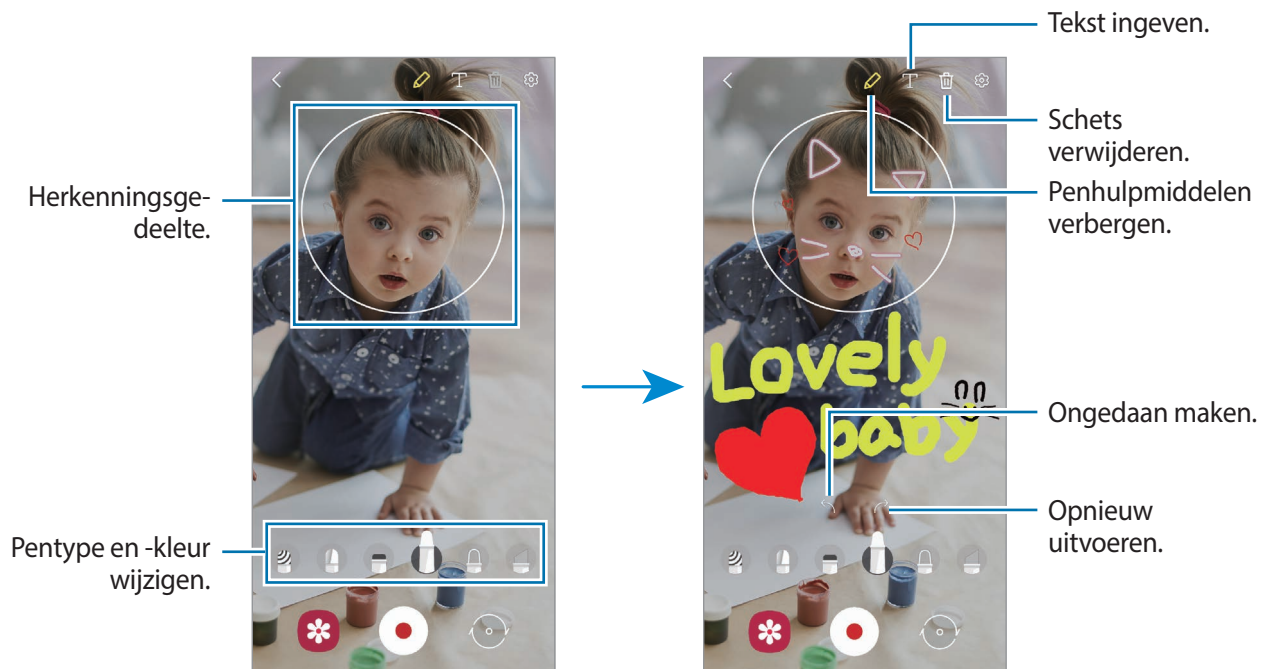 Tekst ingeven.
Schets
verwijderen.
Penhulpmiddelen
verbergen.
Herkenningsge-
deelte.
Lovely
baby
Ongedaan maken.
Opnieuw
uitvoeren.
Pentype en -kleur
wijzigen.
T
T